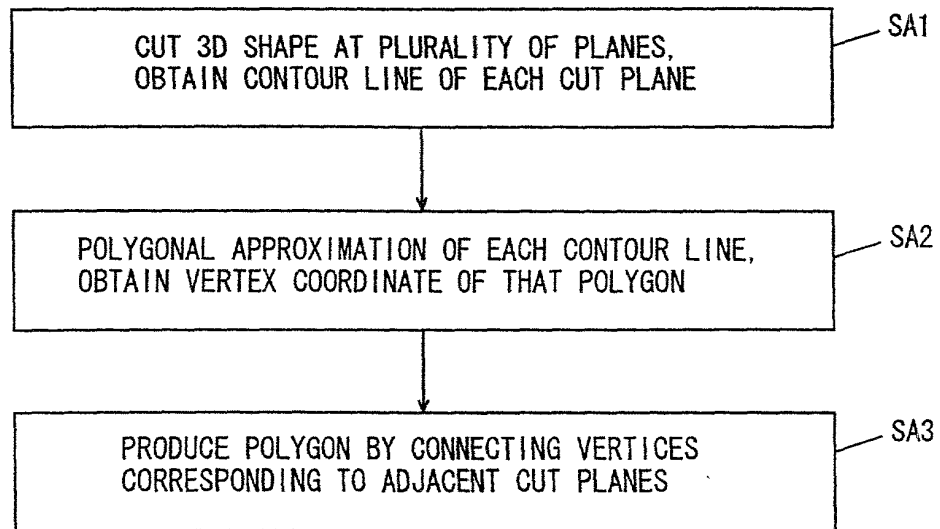 CUT 3D SHAPE AT PLURALITY OF PLANES,
OBTAIN CONTOUR LINE OF EACH CUT PLANE
SA1
POLYGONAL APPROXIMATION OF EACH CONTOUR LINE,
OBTAIN VERTEX COORDINATE OF THAT POLYGON
SA2
PRODUCE POLYGON BY CONNECTING VERTICES
CORRESPONDING TO ADJACENT CUT PLANES
SA3